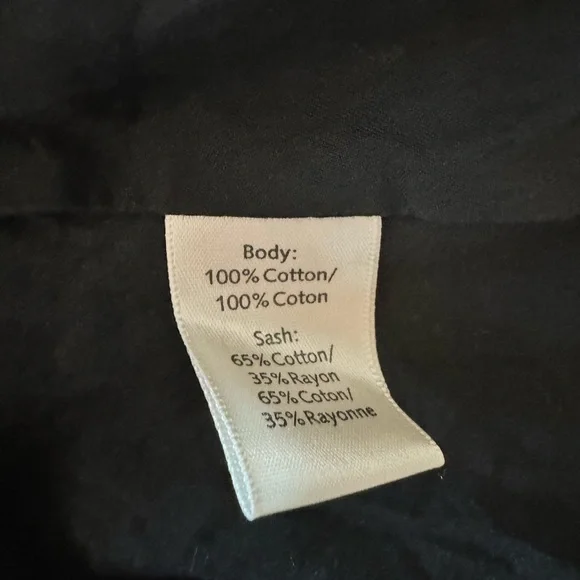 Body:
100% Cotton/
100% Coton
Sash:
65% Cotton/
35% Rayon
65% Coton/
35% Rayonne